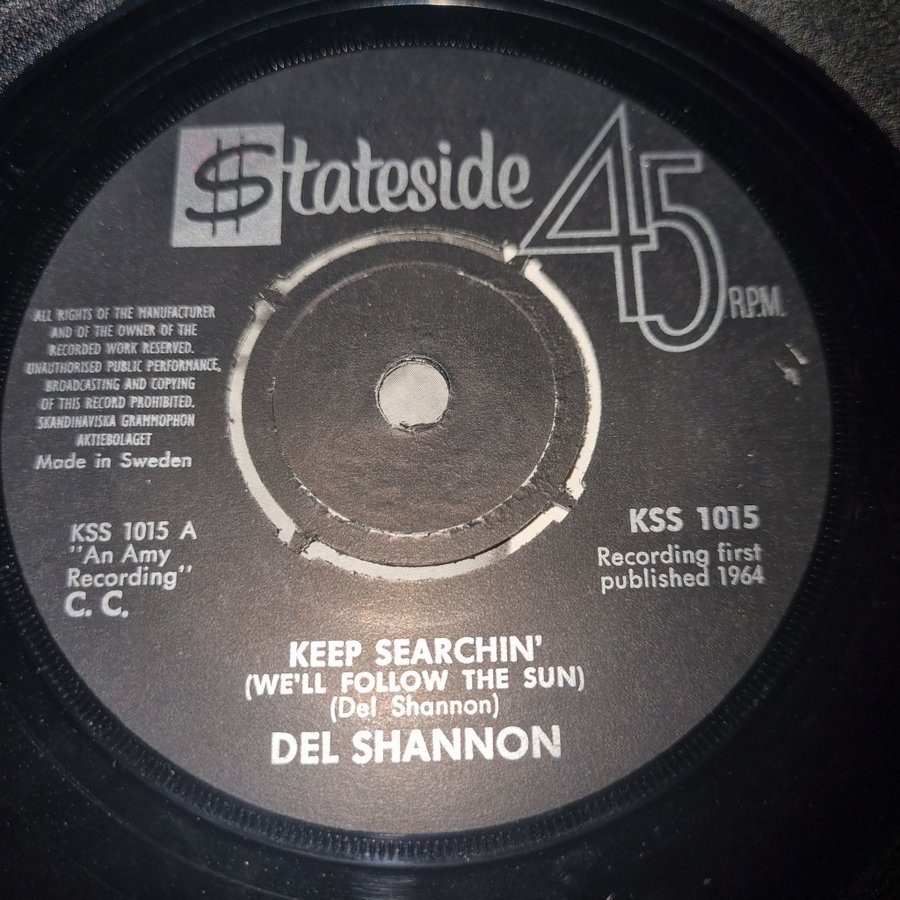 $tateside
45
R.P.M.
ALL RIGHTS OF THE MANUFACTURER
AND OF THE OWNER OF THE
RECORDED WORK RESERVED.
UNAUTHORISED PUBLIC PERFORMANCE,
BROADCASTING AND COPYING
OF THIS RECORD PROHIBITED.
SKANDINAVISKA GRAMMOPHON
AKTIEBOLAGET
Made in Sweden
KSS 1015 A
"An Amy
Recording"
C. C.
KSS 1015
Recording first
published 1964
KEEP SEARCHIN'
(WE'LL FOLLOW THE SUN)
(Del Shannon)
DEL SHANNON